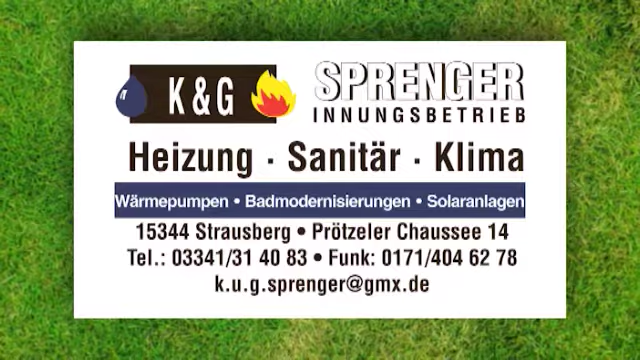 K & G SPRENGER
INNUNGSBETRIEB
Heizung · Sanitär · Klima
Wärmepumpen • Badmodernisierungen • Solaranlagen
15344 Strausberg • Prötzeler Chaussee 14
Tel.: 03341/31 40 83 • Funk: 0171/404 62 78
k.u.g.sprenger@gmx.de